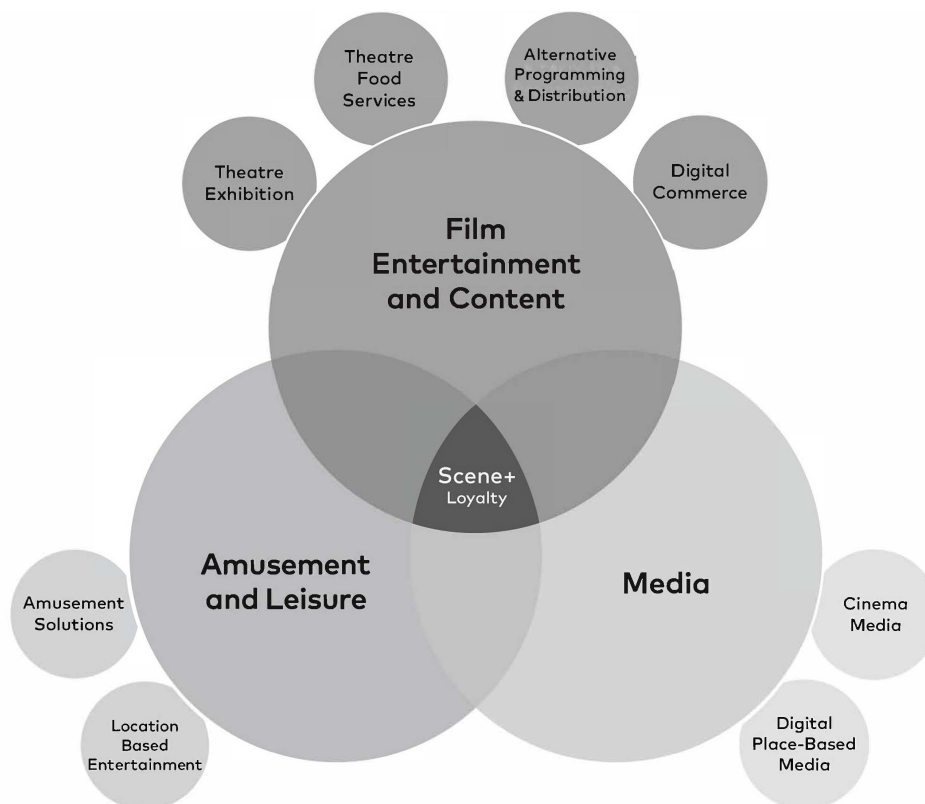 Theatre
Food
Services
Alternative
Programming
& Distribution
Theatre
Exhibition
Digital
Commerce
Film
Entertainment
and Content
Scene+
Loyalty
Amusement
and Leisure
Media
Amusement
Solutions
Cinema
Media
Location
Based
Entertainment
Digital
Place-Based
Media